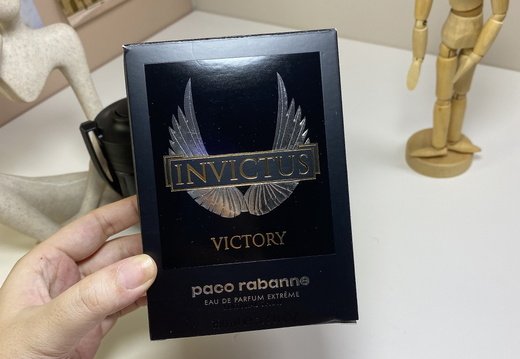 INVICTUS
VICTORY
paco rabanne
EAU DE PARFUM EXTRÊME